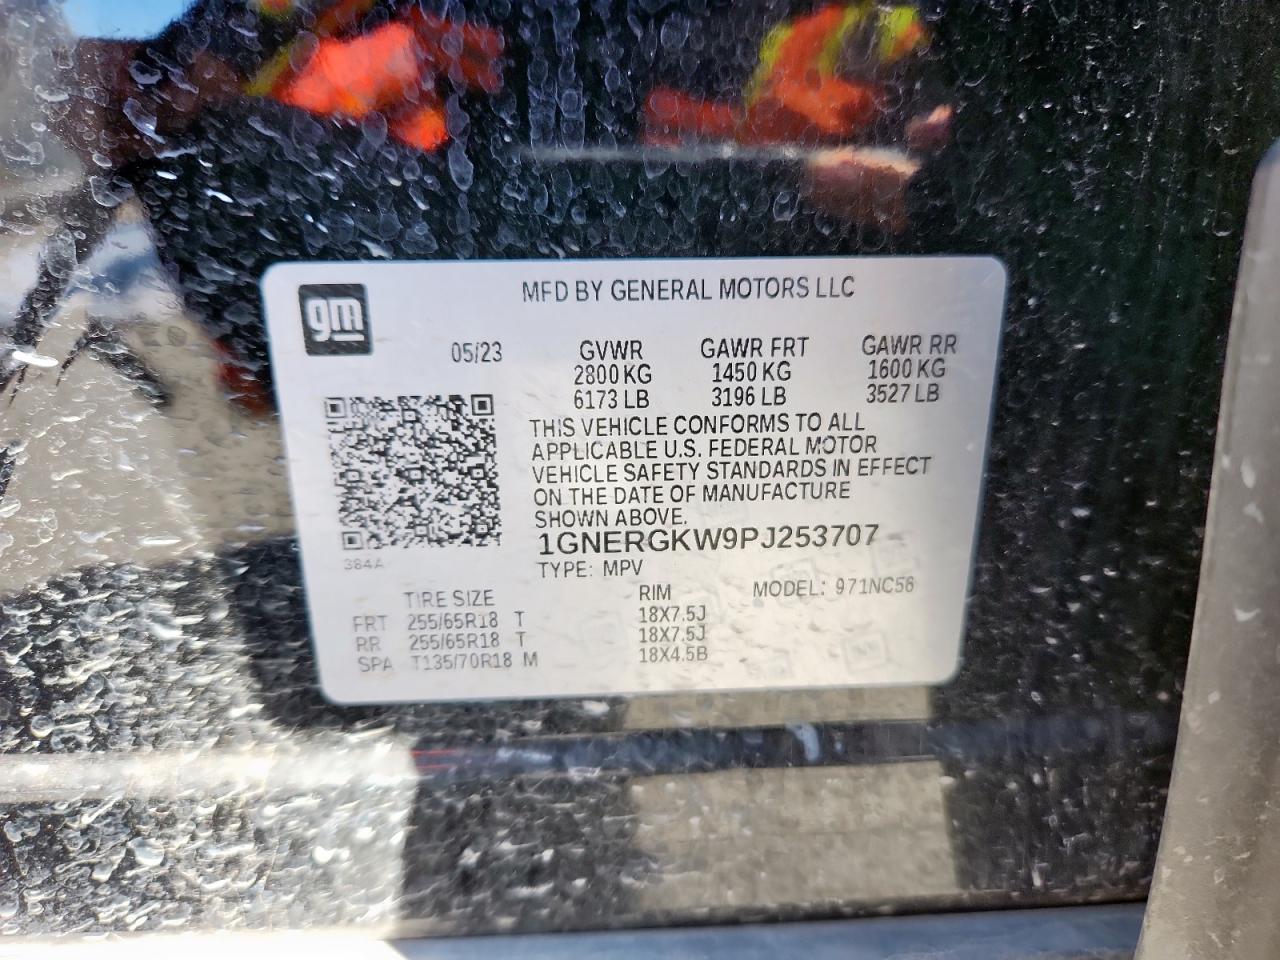 gm
MFD BY GENERAL MOTORS LLC
05/23 GVWR GAWR FRT GAWR RR
2800 KG 1450 KG 1600 KG
6173 LB 3196 LB 3527 LB
THIS VEHICLE CONFORMS TO ALL
APPLICABLE U.S. FEDERAL MOTOR
VEHICLE SAFETY STANDARDS IN EFFECT
ON THE DATE OF MANUFACTURE
SHOWN ABOVE.
1GNERGKW9PJ253707
384A
TYPE: MPV
TIRE SIZE RIM MODEL: 971NC56
FRT 255/65R18 T 18X7.5J
RR 255/65R18 T 18X7.5J
SPA T135/70R18 M 18X4.5B